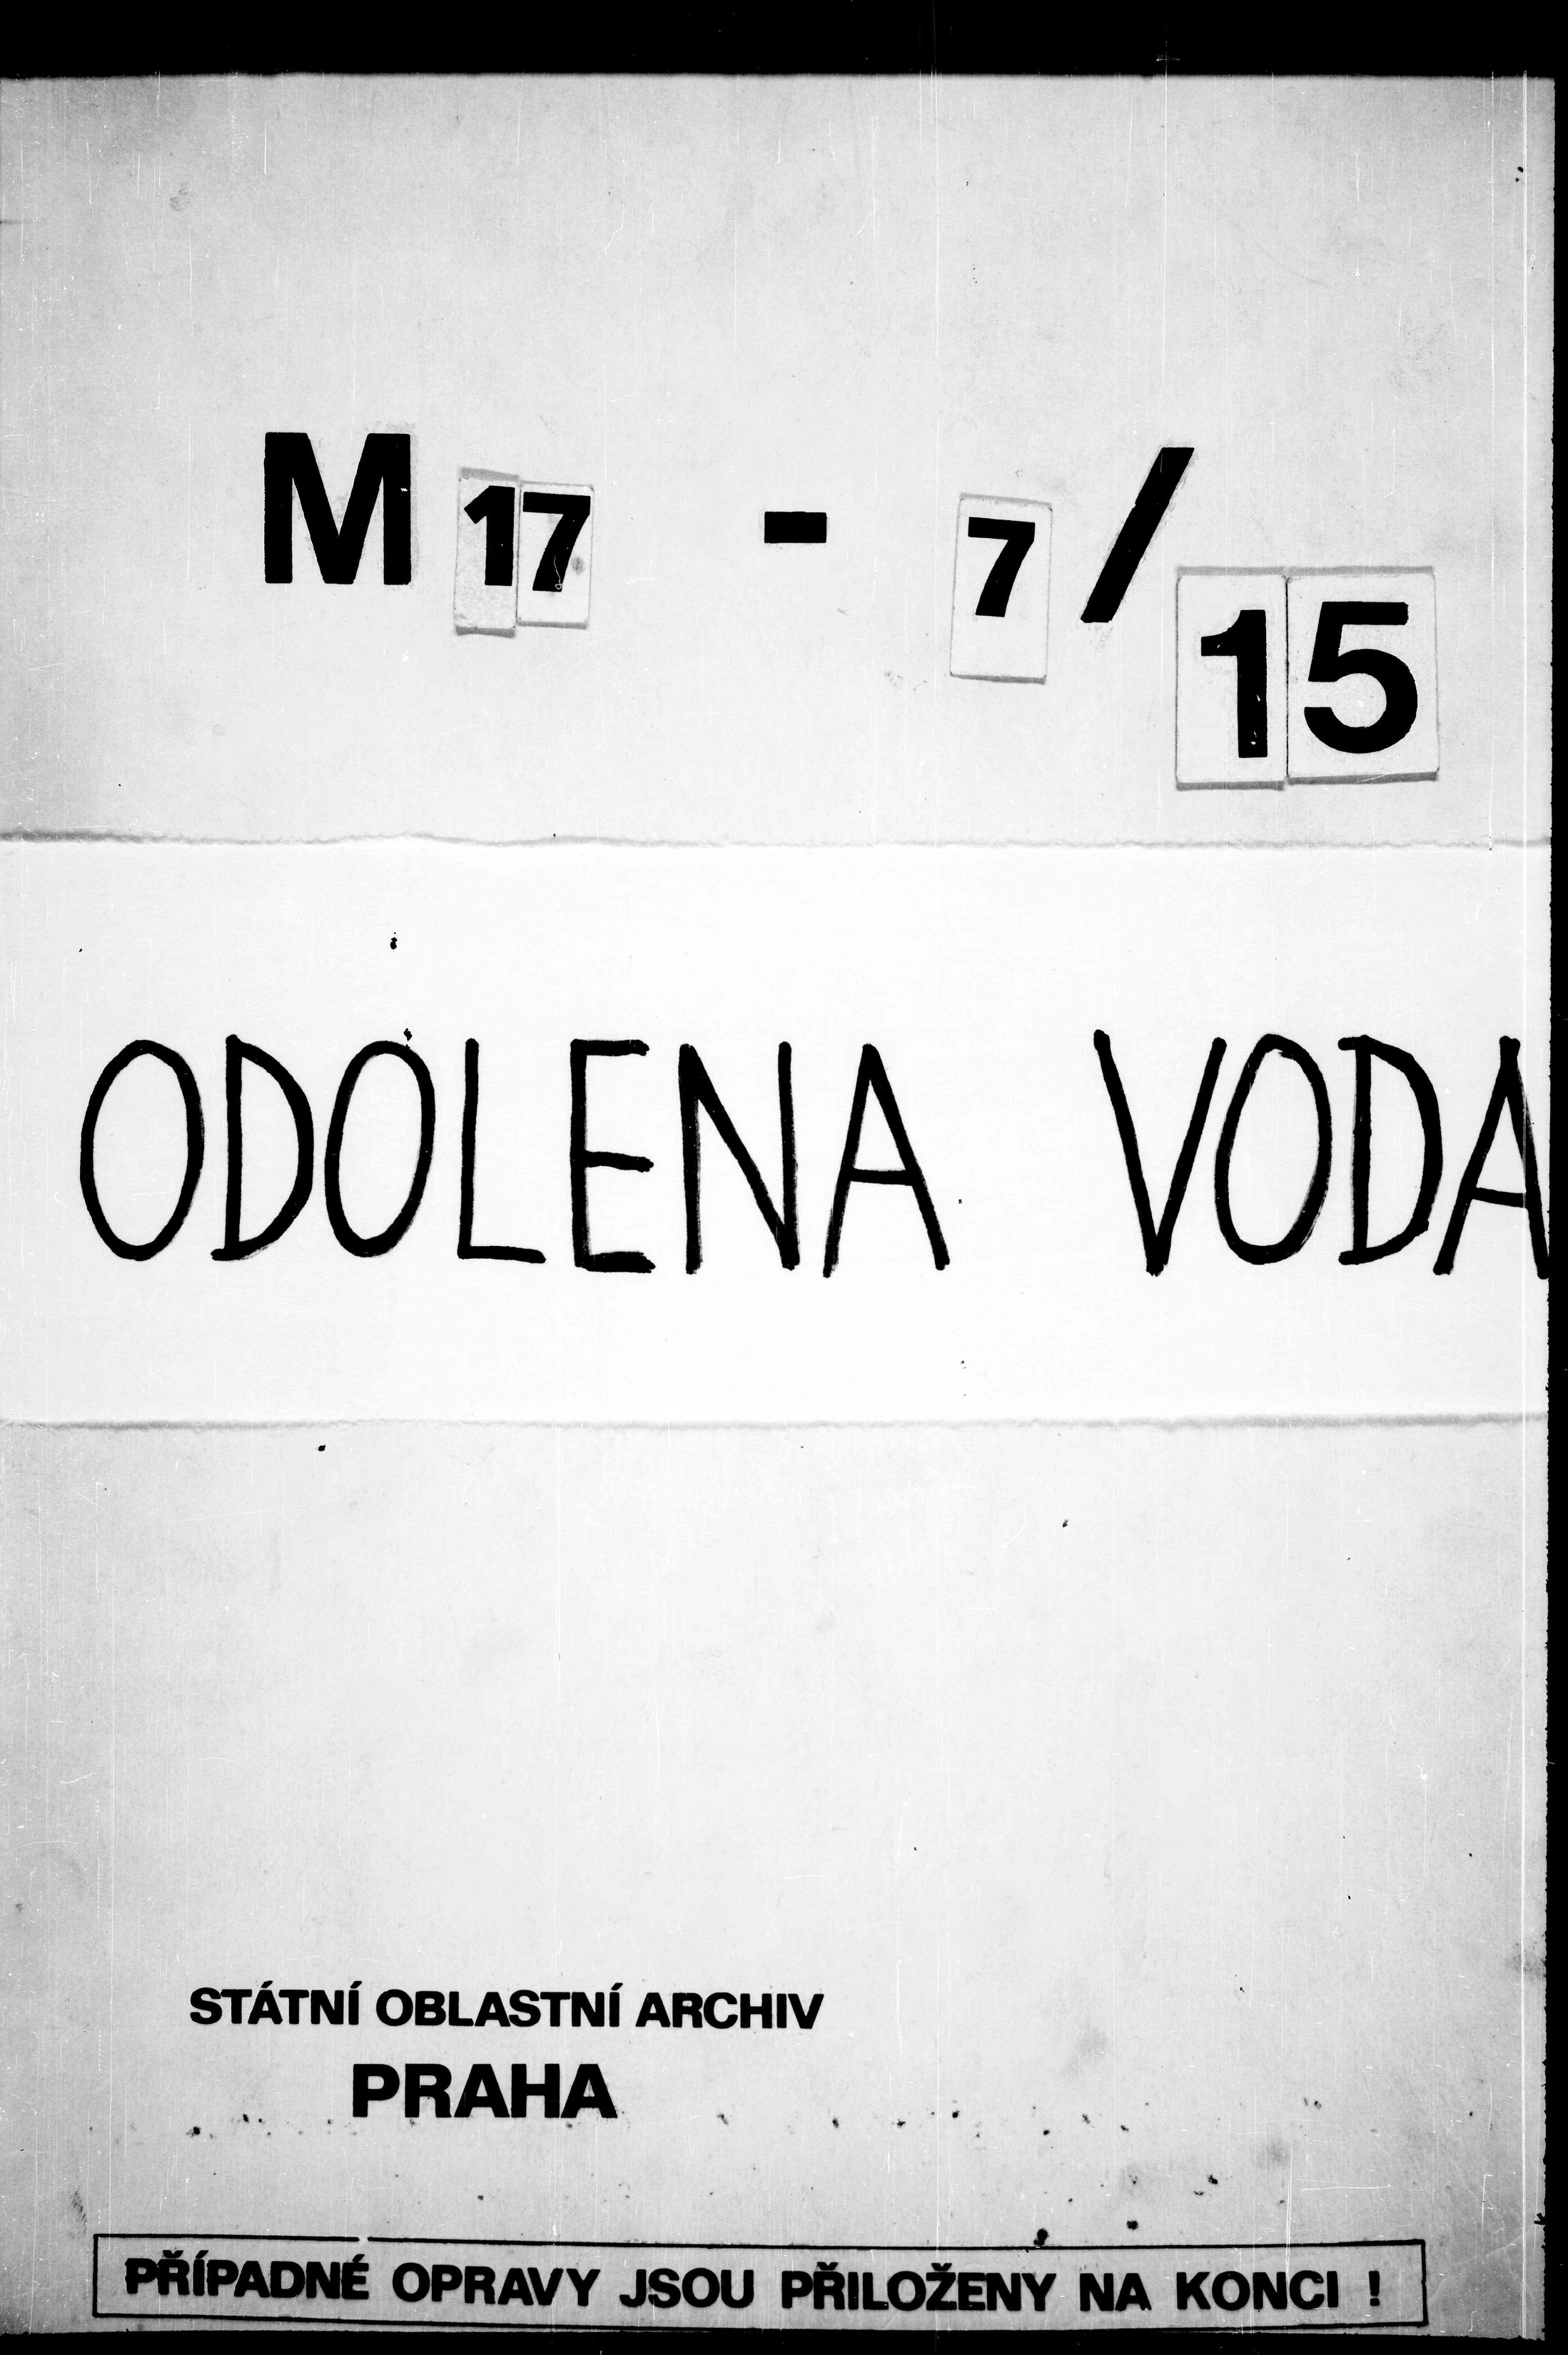 M 17 - 7 / 15
ODOLENA VODA
STÁTNÍ OBLASTNÍ ARCHIV
PRAHA
PŘÍPADNÉ OPRAVY JSOU PŘILOŽENY NA KONCI !